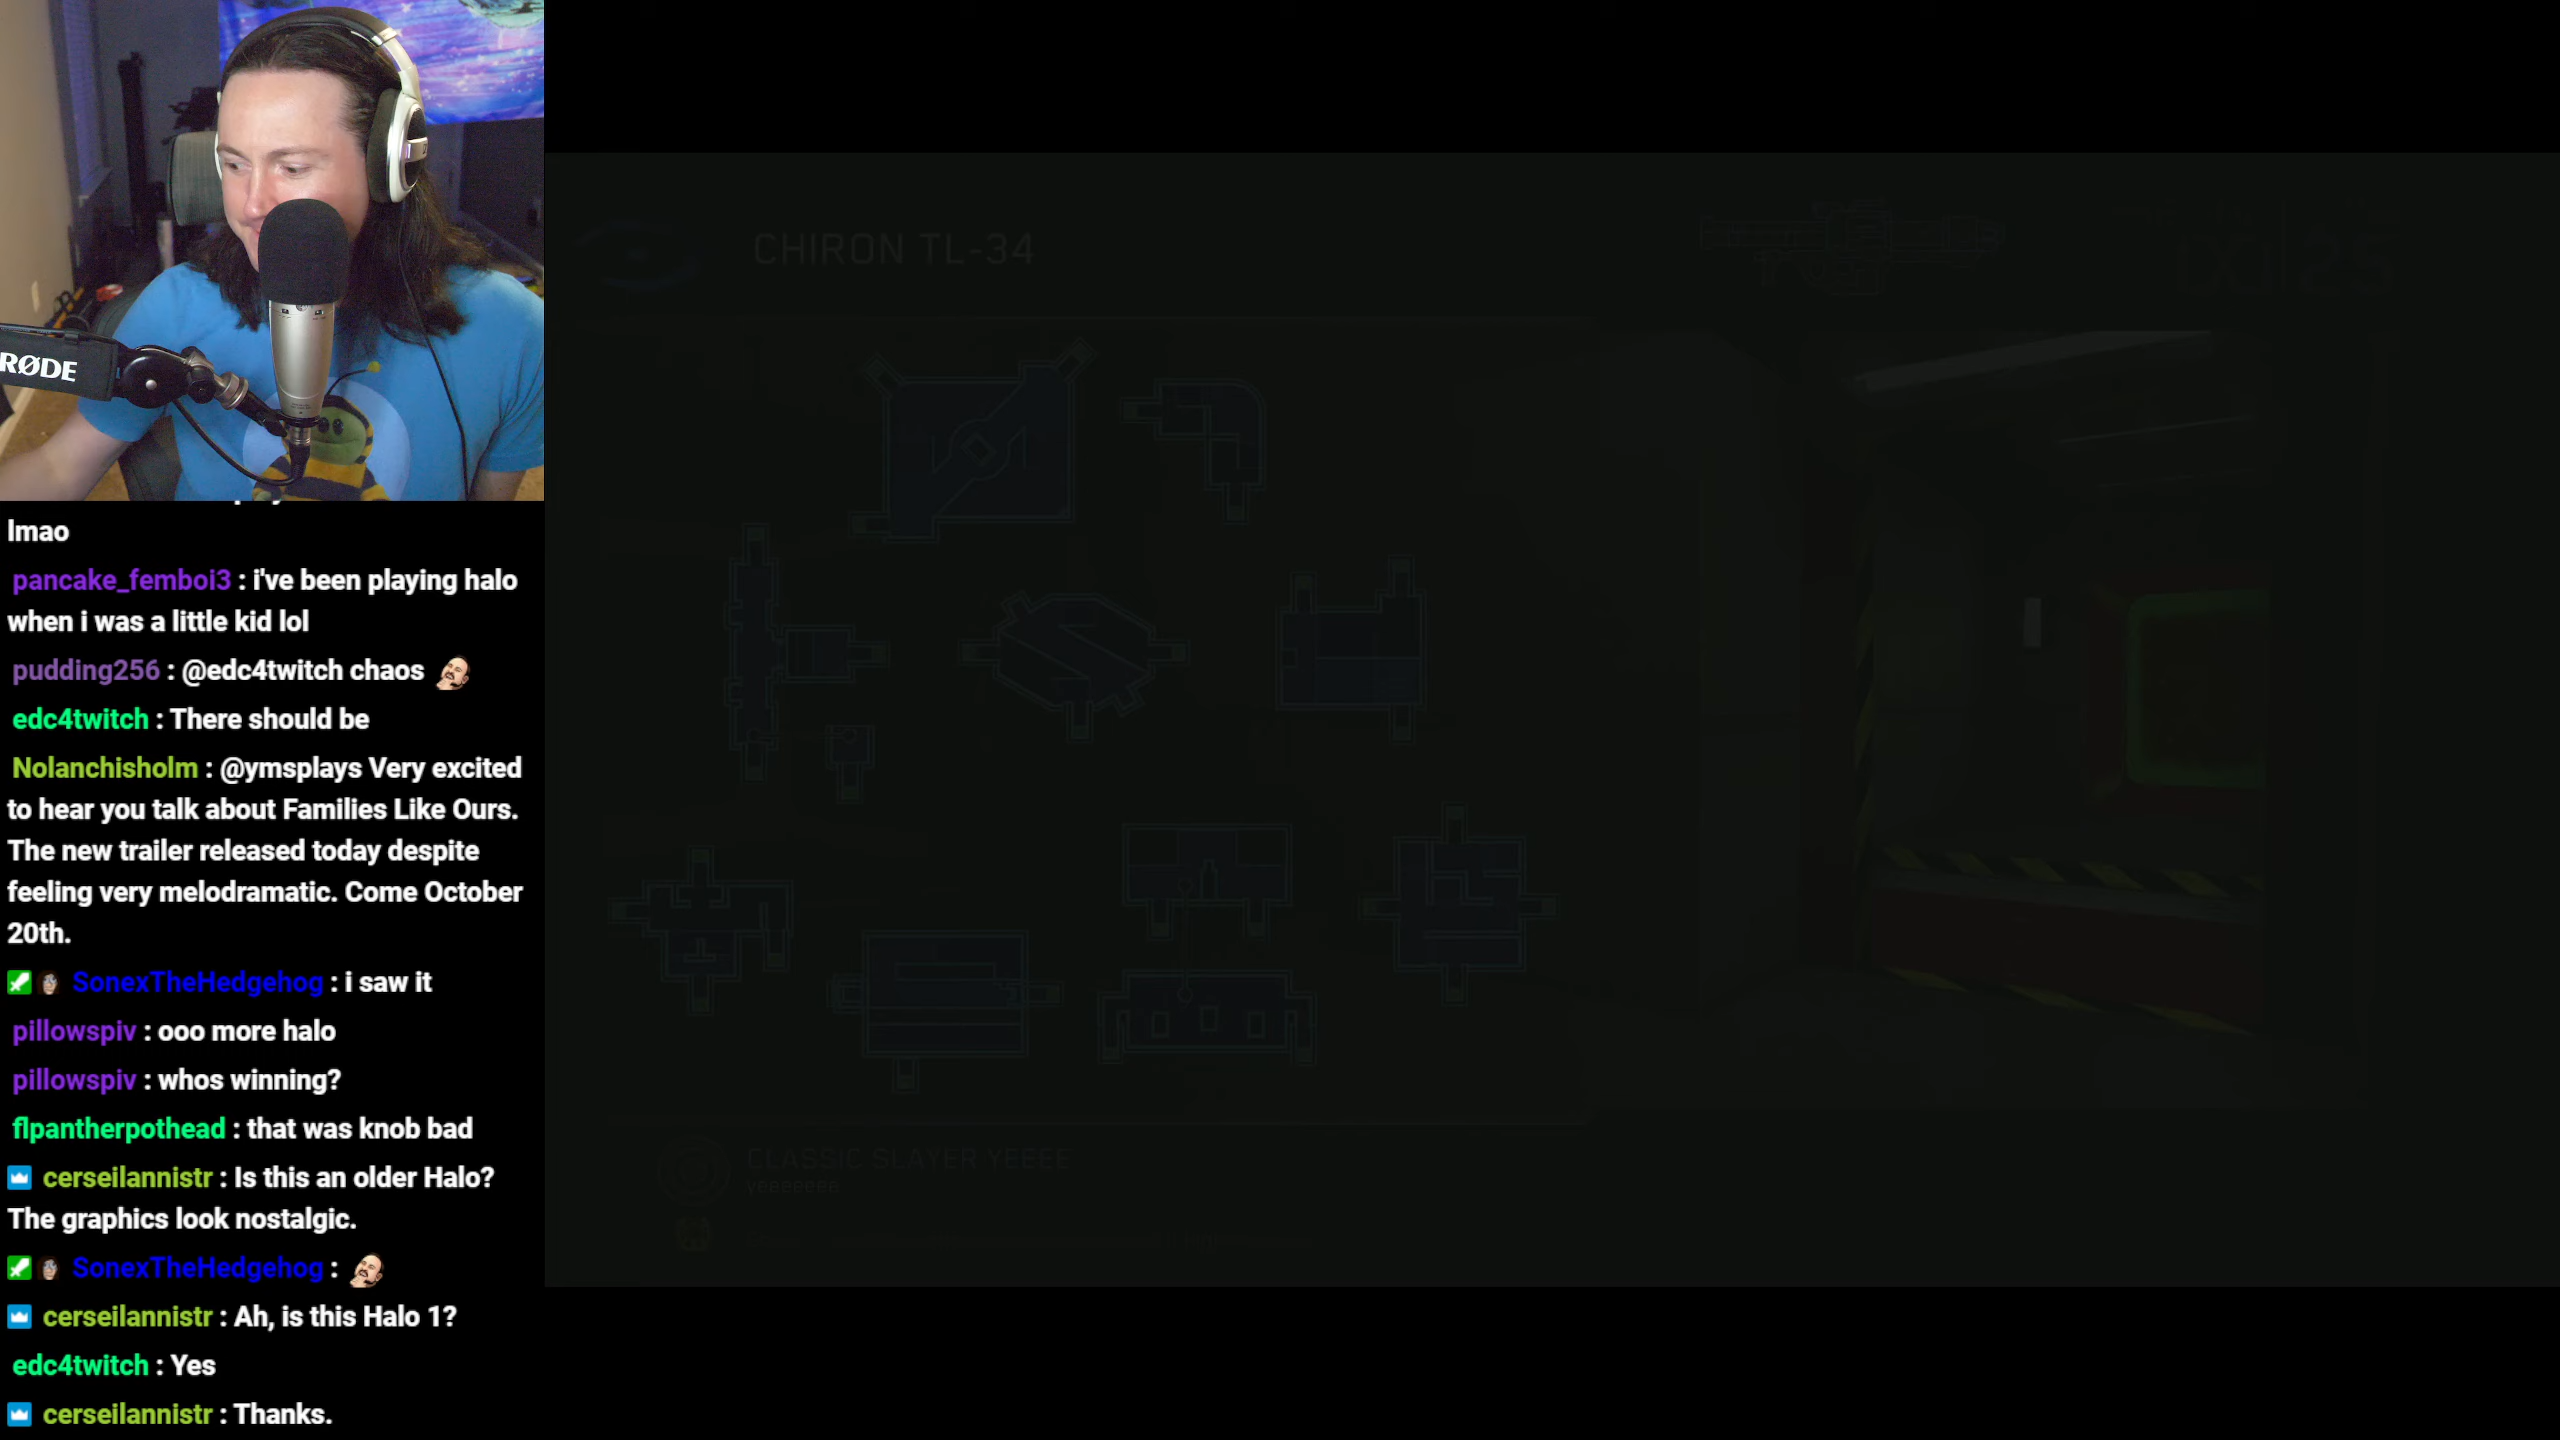 RØDE
lmao
pancake_femboi3 : i've been playing halo
when i was a little kid lol
pudding256 : @edc4twitch chaos
edc4twitch : There should be
Nolanchisholm : @ymsplays Very excited
to hear you talk about Families Like Ours.
The new trailer released today despite
feeling very melodramatic. Come October
20th.
SonexTheHedgehog : i saw it
pillowspiv : ooo more halo
pillowspiv : whos winning?
flpantherpothead : that was knob bad
cerseilannistr : Is this an older Halo?
The graphics look nostalgic.
SonexTheHedgehog :
cerseilannistr : Ah, is this Halo 1?
edc4twitch : Yes
cerseilannistr : Thanks.
CHIRON TL-34
CLASSIC SLAYER YEEEE
yeeeeeee